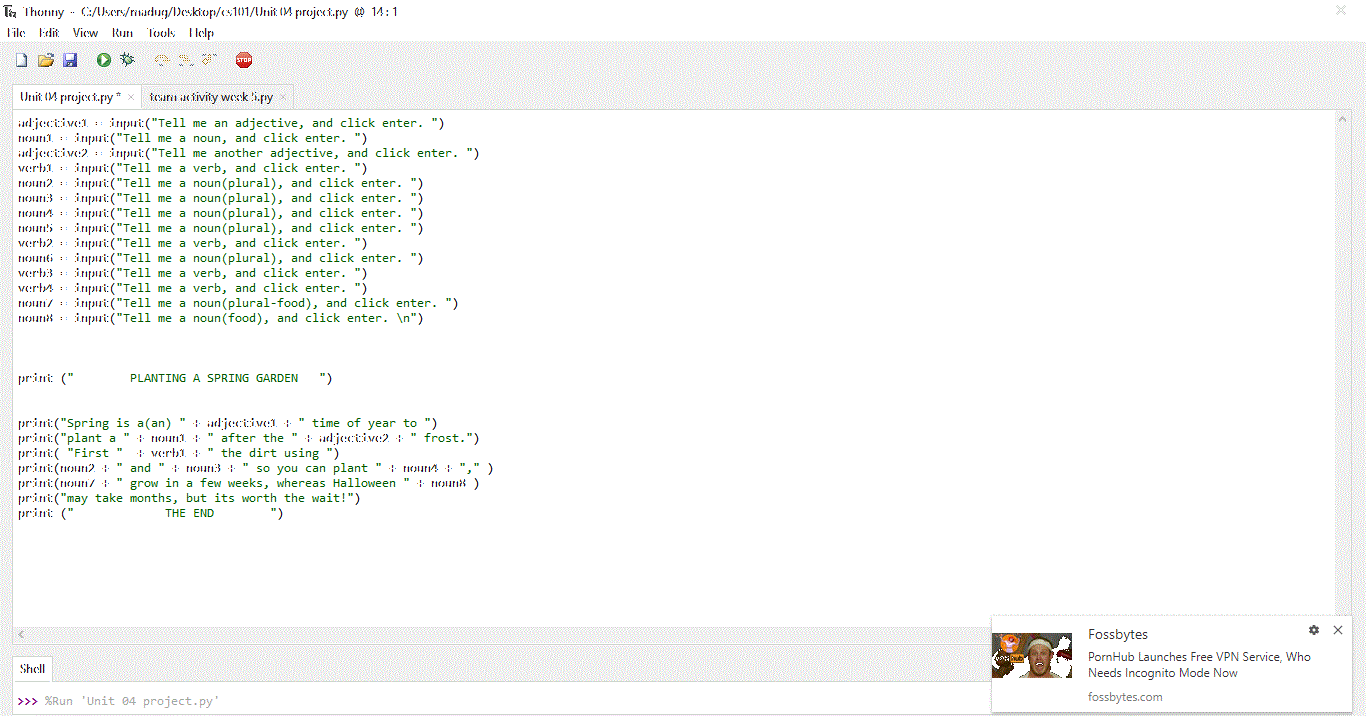 Thonny - C:/Users/madug/Desktop/cs101/Unit 04 project.py @ 14:1
File Edit View Run Tools Help
STOP
Unit 04 project.py * × team activity week 5.py ×
adjective1 = input("Tell me an adjective, and click enter. ")
noun1 = input("Tell me a noun, and click enter. ")
adjective2 = input("Tell me another adjective, and click enter. ")
verb1 = input("Tell me a verb, and click enter. ")
noun2 = input("Tell me a noun(plural), and click enter. ")
noun3 = input("Tell me a noun(plural), and click enter. ")
noun4 = input("Tell me a noun(plural), and click enter. ")
noun5 = input("Tell me a noun(plural), and click enter. ")
verb2 = input("Tell me a verb, and click enter. ")
noun6 = input("Tell me a noun(plural), and click enter. ")
verb3 = input("Tell me a verb, and click enter. ")
verb4 = input("Tell me a verb, and click enter. ")
noun7 = input("Tell me a noun(plural-food), and click enter. ")
noun8 = input("Tell me a noun(food), and click enter. \n")
print ("        PLANTING A SPRING GARDEN   ")
print("Spring is a(an) " + adjective1 + " time of year to ")
print("plant a " + noun1 + " after the " + adjective2 + " frost.")
print( "First "  + verb1 + " the dirt using ")
print(noun2 + " and " + noun3 + " so you can plant " + noun4 + "," )
print(noun7 + " grow in a few weeks, whereas Halloween " + noun8 )
print("may take months, but its worth the wait!")
print ("             THE END        ")
Shell
>>> %Run 'Unit 04 project.py'
Fossbytes
PornHub Launches Free VPN Service, Who
Needs Incognito Mode Now
fossbytes.com